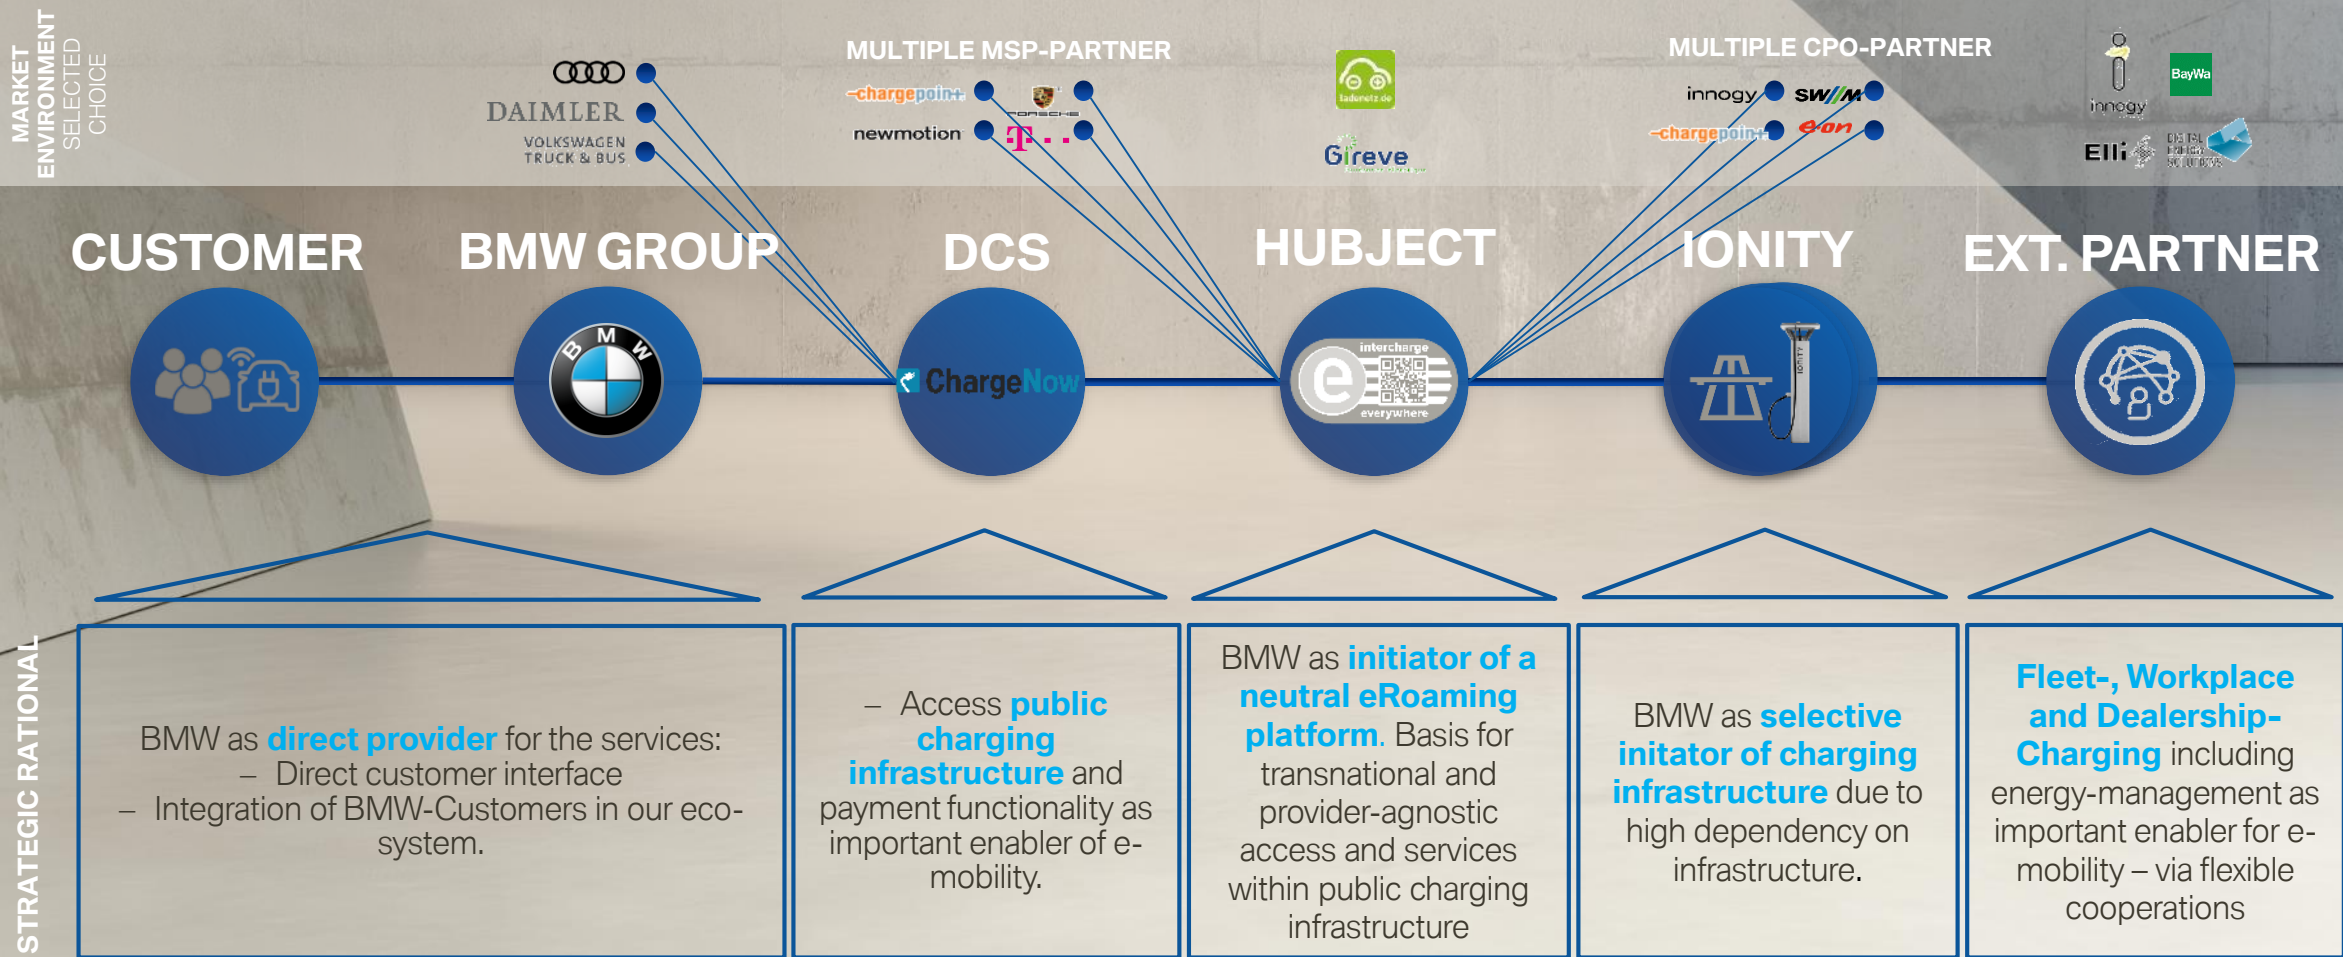 MARKET
ENVIRONMENT
SELECTED
CHOICE
DAIMLER
VOLKSWAGEN
TRUCK & BUS
MULTIPLE MSP-PARTNER
-chargepoin+
PORSCHE
newmotion
T
ladenetz.de
Gireve
MULTIPLE CPO-PARTNER
innogy
SW//M
-chargepoin+
e·on
innogy
BayWa
Elli
DIGITAL
ENERGY
SOLUTIONS
CUSTOMER
BMW GROUP
DCS
HUBJECT
IONITY
EXT. PARTNER
BMW
ChargeNow
intercharge
e
everywhere
IONITY
STRATEGIC RATIONAL
BMW as direct provider for the services:
– Direct customer interface
– Integration of BMW-Customers in our eco-
system.
– Access public
charging
infrastructure and
payment functionality as
important enabler of e-
mobility.
BMW as initiator of a
neutral eRoaming
platform. Basis for
transnational and
provider-agnostic
access and services
within public charging
infrastructure
BMW as selective
initator of charging
infrastructure due to
high dependency on
infrastructure.
Fleet-, Workplace
and Dealership-
Charging including
energy-management as
important enabler for e-
mobility – via flexible
cooperations